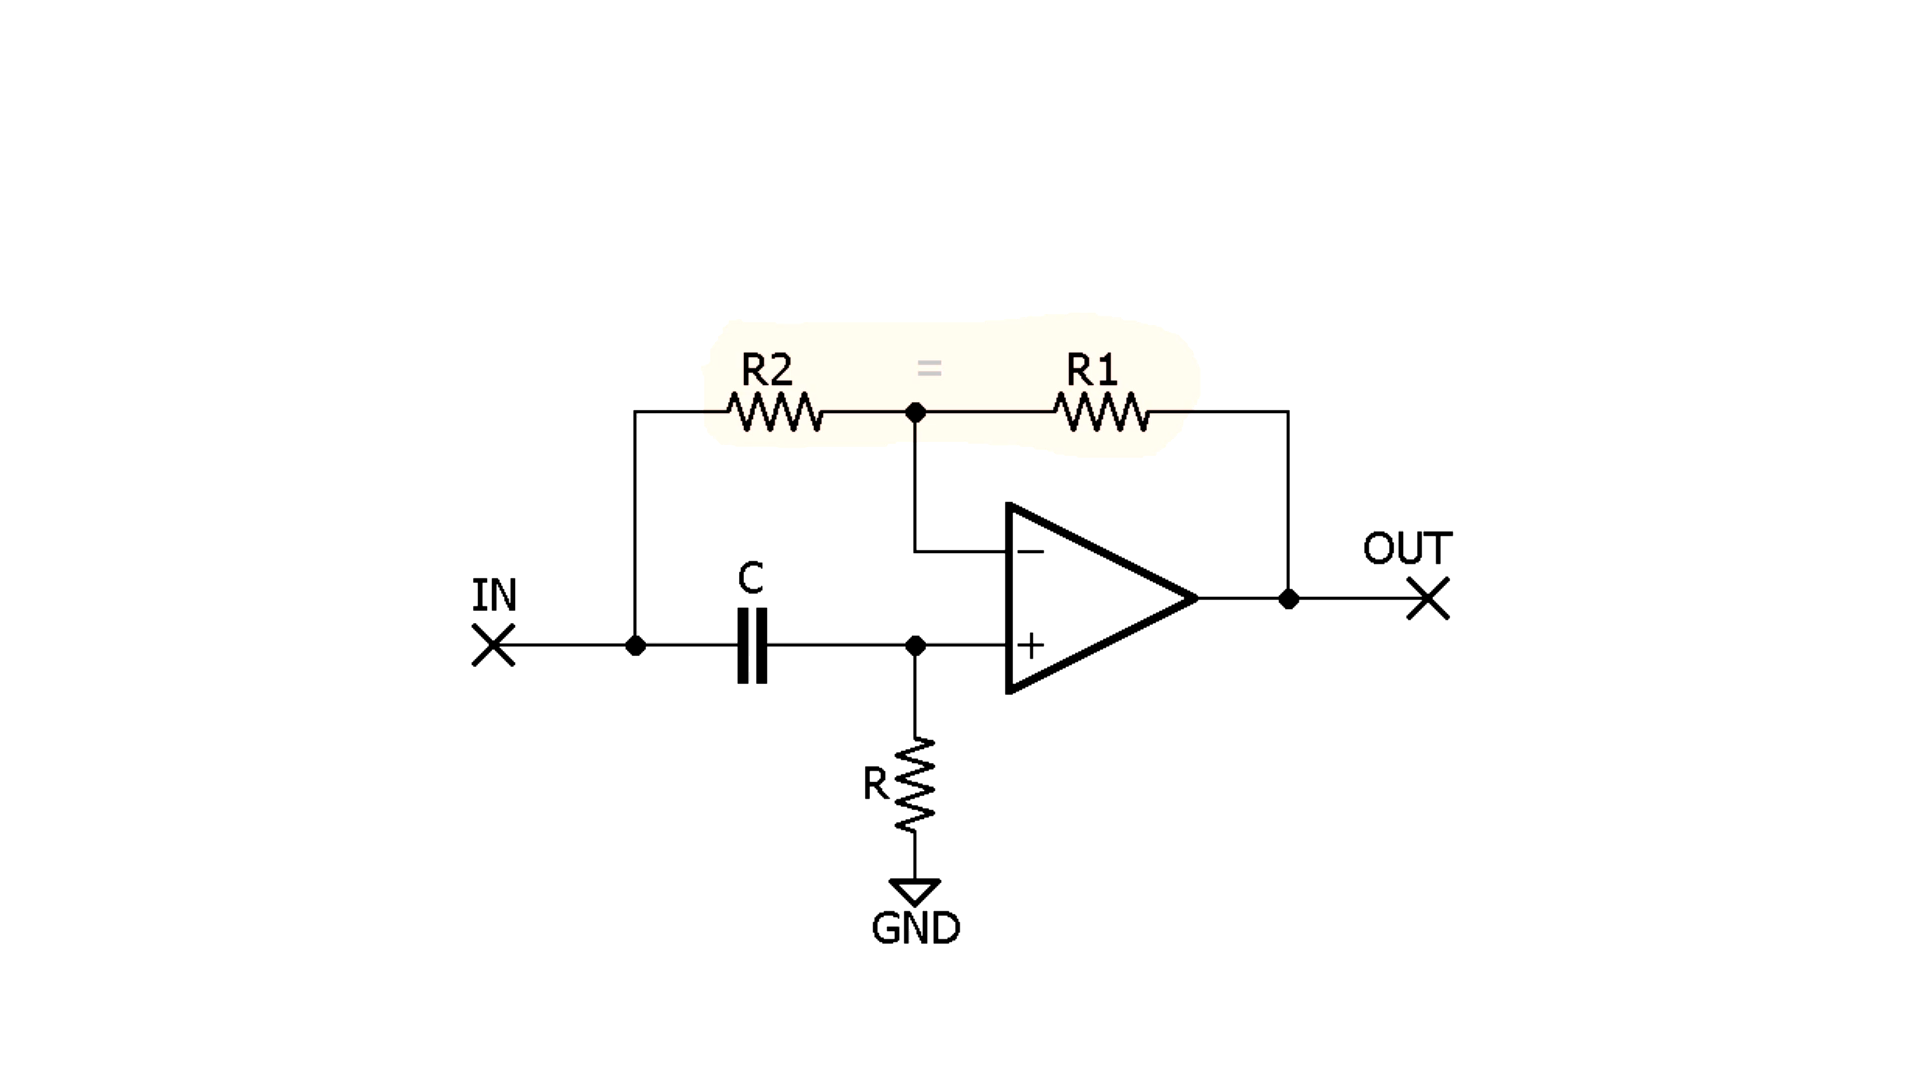 R2 = R1
OUT
C
IN
− 
+
R
GND